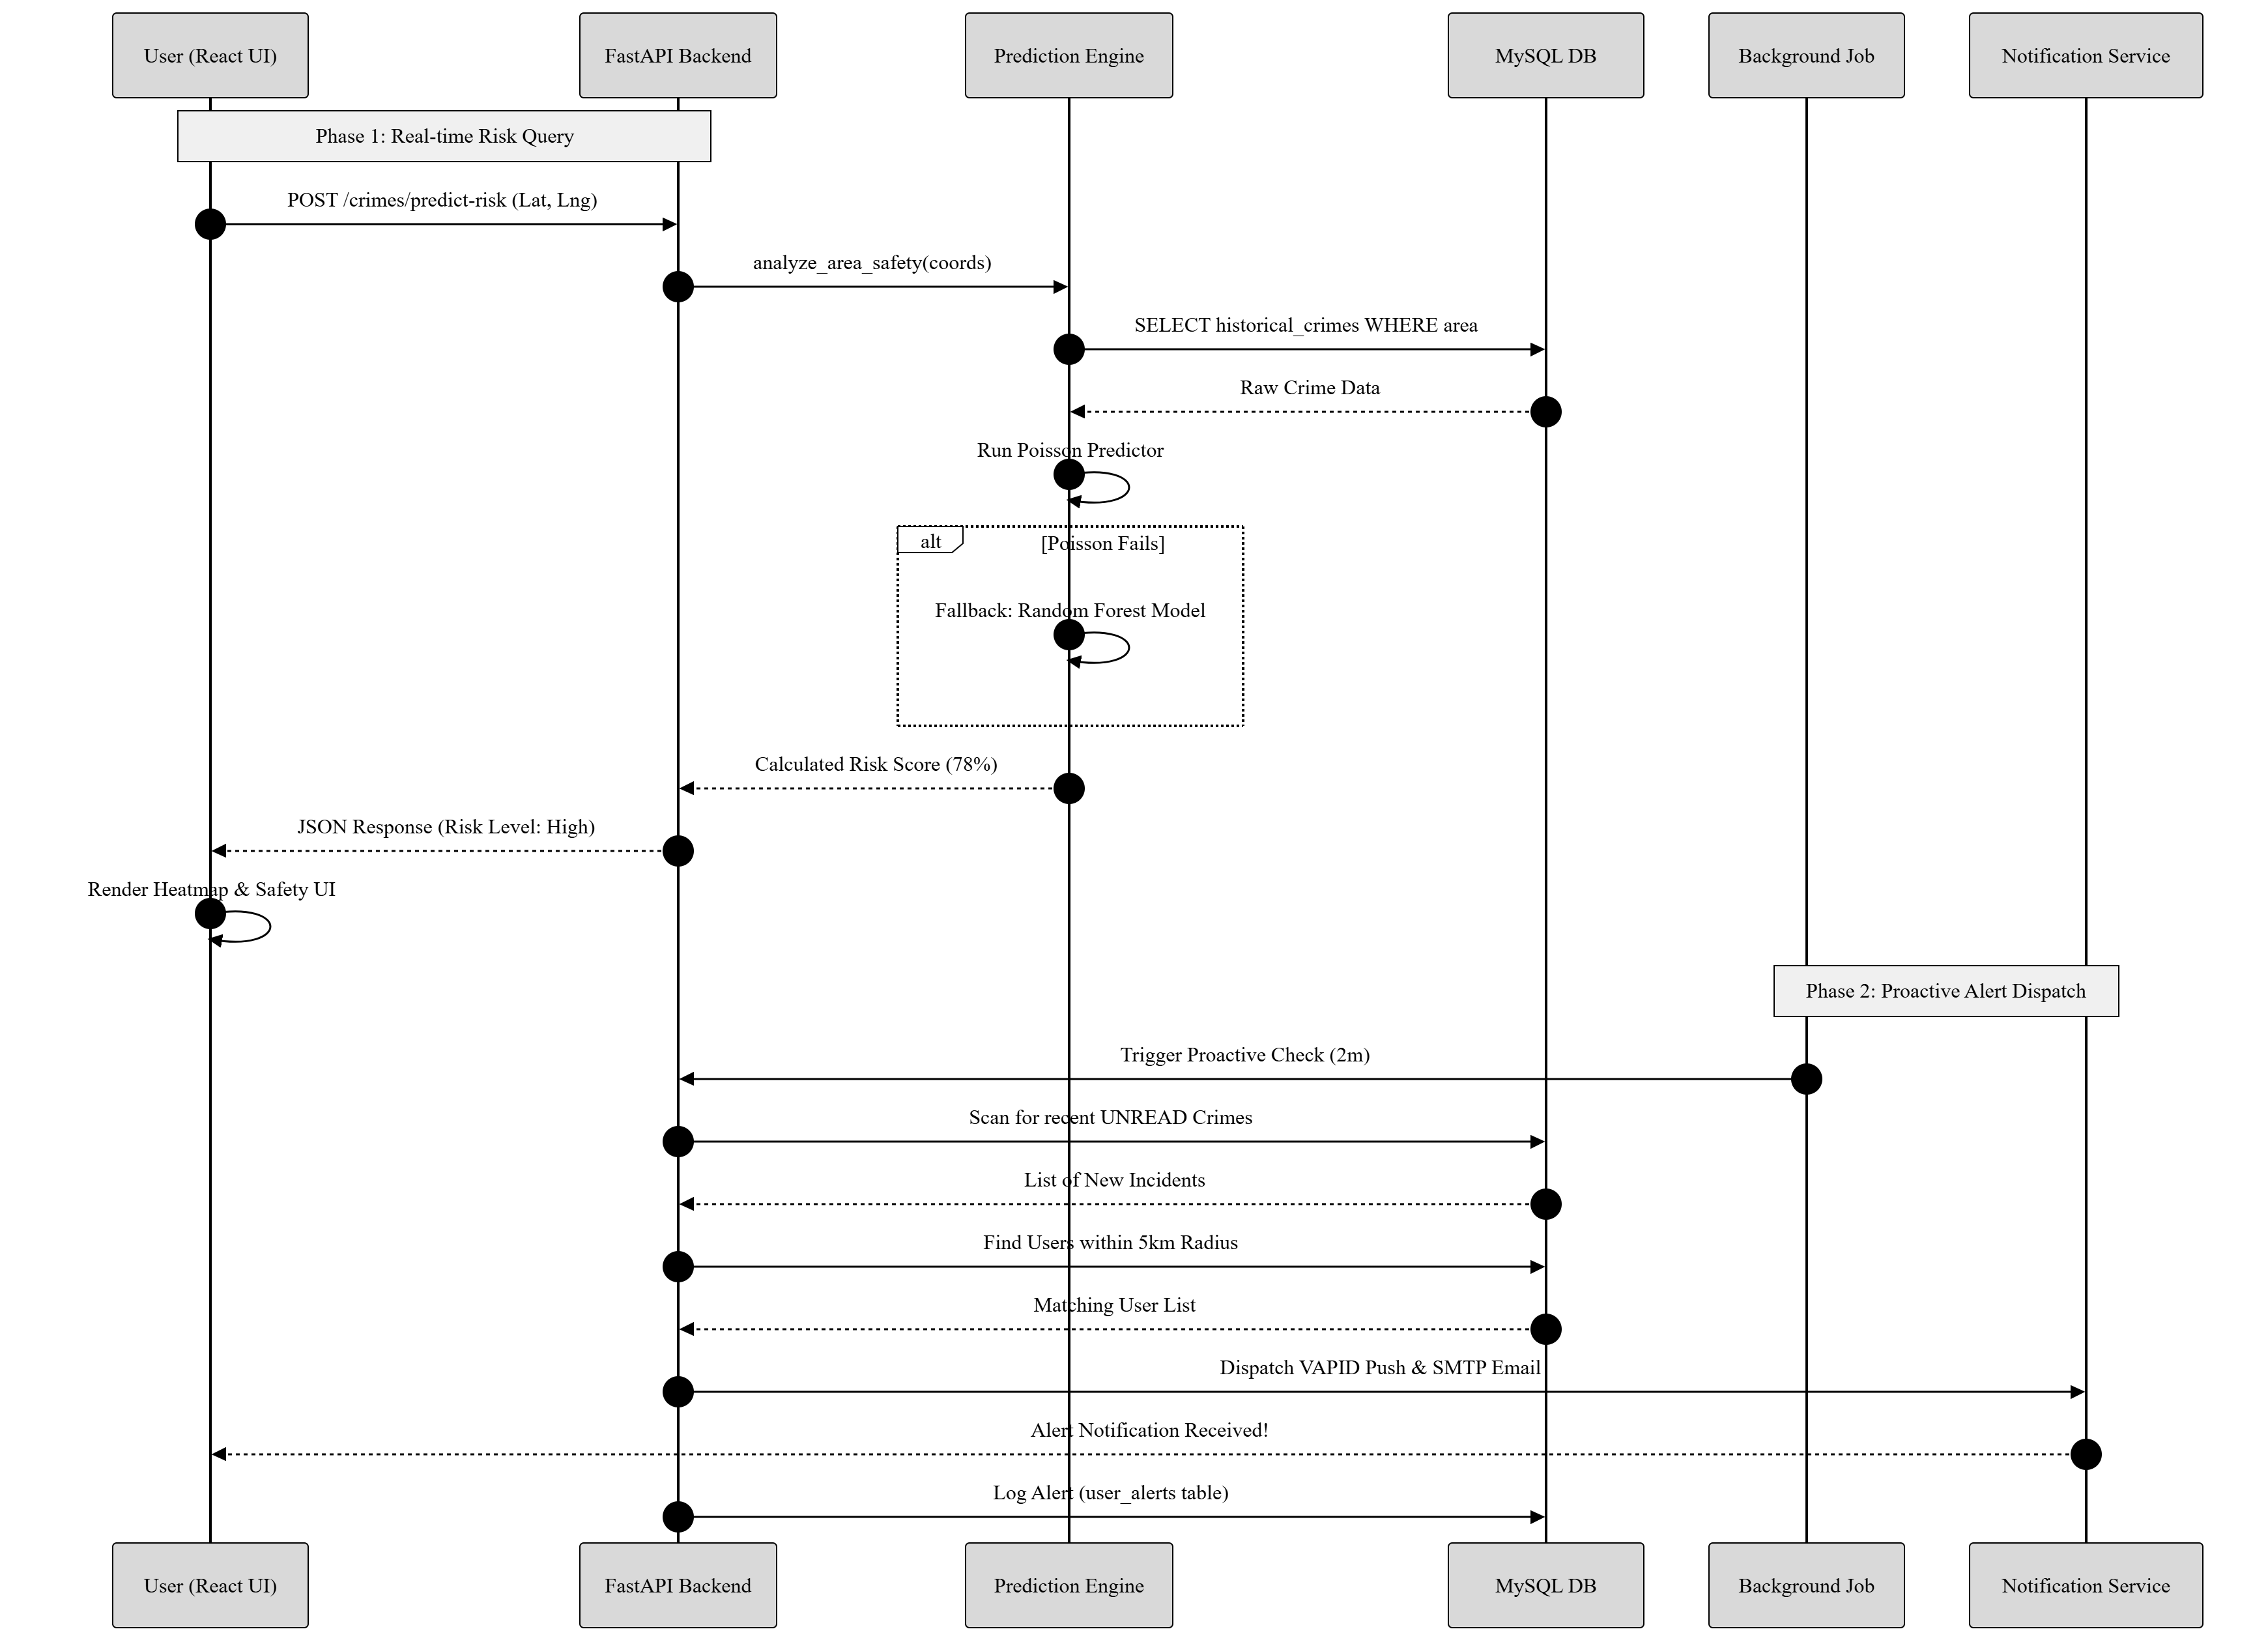 User (React UI)
FastAPI Backend
Prediction Engine
MySQL DB
Background Job
Notification Service
Phase 1: Real-time Risk Query
POST /crimes/predict-risk (Lat, Lng)
analyze_area_safety(coords)
SELECT historical_crimes WHERE area
Raw Crime Data
Run Poisson Predictor
alt
[Poisson Fails]
Fallback: Random Forest Model
Calculated Risk Score (78%)
JSON Response (Risk Level: High)
Render Heatmap & Safety UI
Phase 2: Proactive Alert Dispatch
Trigger Proactive Check (2m)
Scan for recent UNREAD Crimes
List of New Incidents
Find Users within 5km Radius
Matching User List
Dispatch VAPID Push & SMTP Email
Alert Notification Received!
Log Alert (user_alerts table)
User (React UI)
FastAPI Backend
Prediction Engine
MySQL DB
Background Job
Notification Service